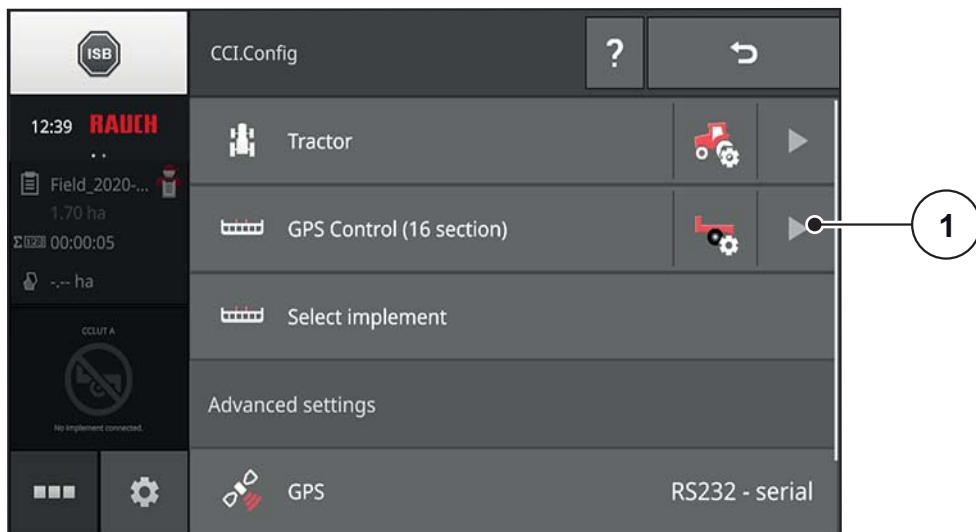 ISB
CCI.Config
?
12:39 RAUCH
Tractor
Field_2020-...
1.70 ha
GPS Control (16 section)
1
00:00:05
-.-- ha
Select implement
CCI.UT A
No implement connected.
Advanced settings
GPS
RS232 - serial